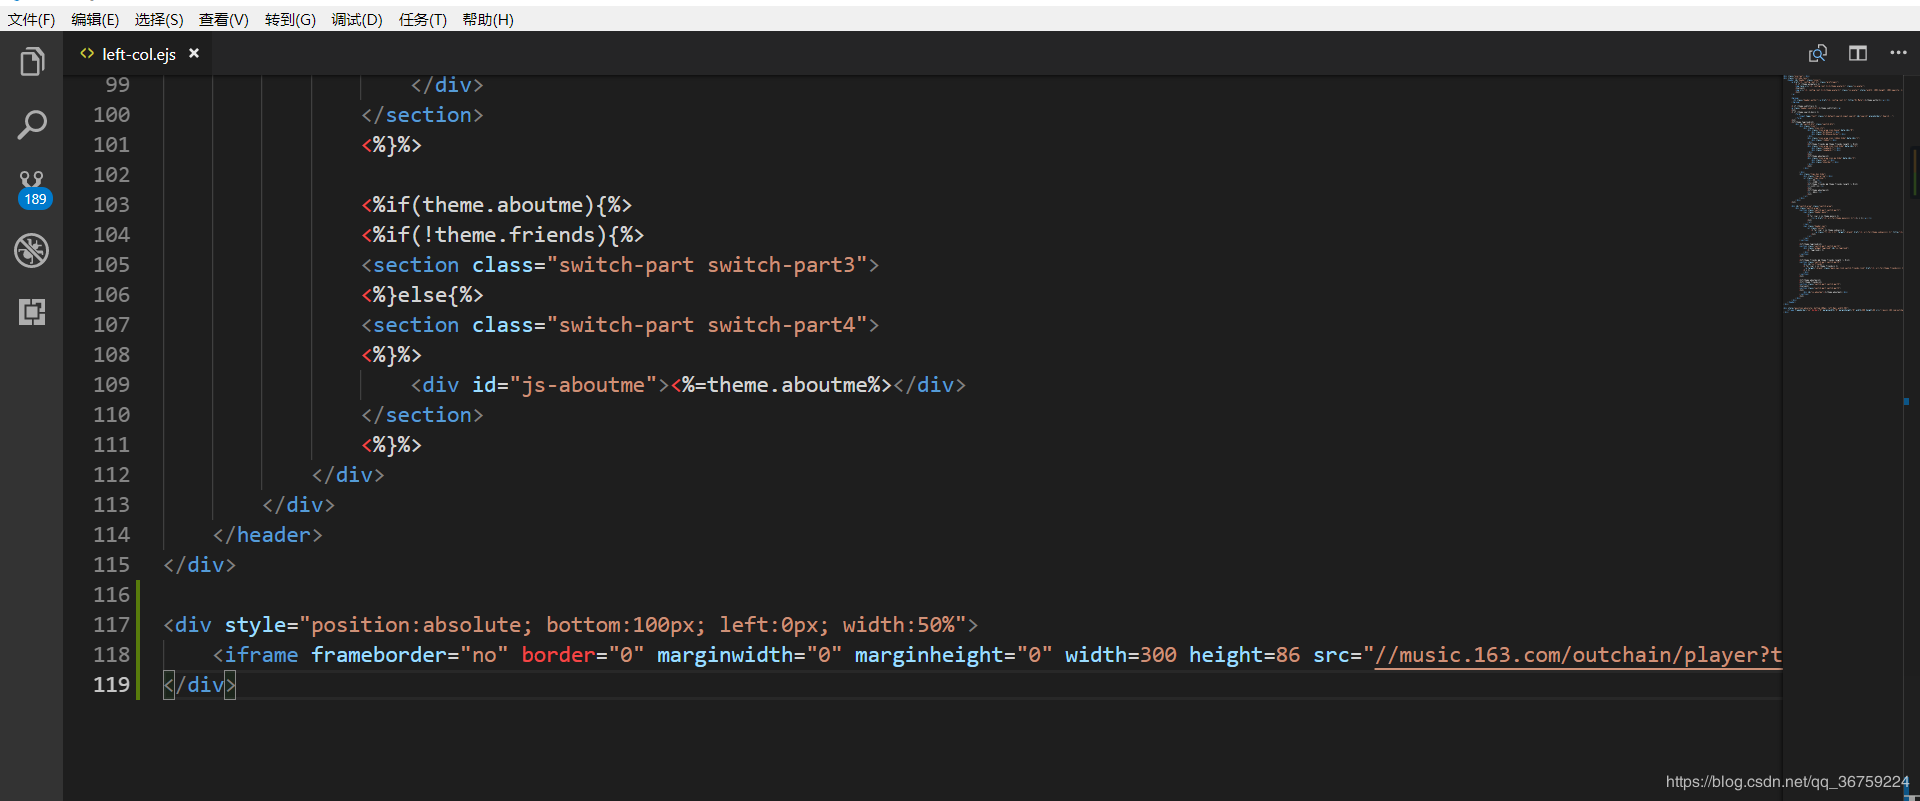 文件(F) 编辑(E) 选择(S) 查看(V) 转到(G) 调试(D) 任务(T) 帮助(H)
left-col.ejs
189
99 </div>
100 </section>
101 <%}%>
102
103 <%if(theme.aboutme){%>
104 <%if(!theme.friends){%>
105 <section class="switch-part switch-part3">
106 <%}else{%>
107 <section class="switch-part switch-part4">
108 <%}%>
109 <div id="js-aboutme"><%=theme.aboutme%></div>
110 </section>
111 <%}%>
112 </div>
113 </div>
114 </header>
115 </div>
116
117 <div style="position:absolute; bottom:100px; left:0px; width:50%">
118 <iframe frameborder="no" border="0" marginwidth="0" marginheight="0" width=300 height=86 src="//music.163.com/outchain/player?t
119 </div>
https://blog.csdn.net/qq_36759224